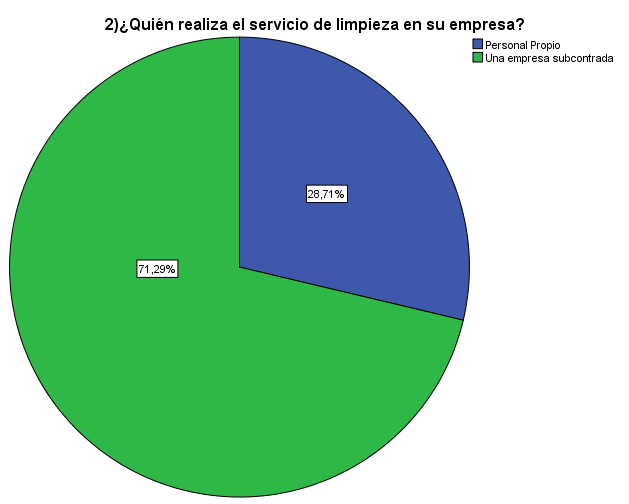 2)¿Quién realiza el servicio de limpieza en su empresa?
Personal Propio
Una empresa subcontrada
28,71%
71,29%